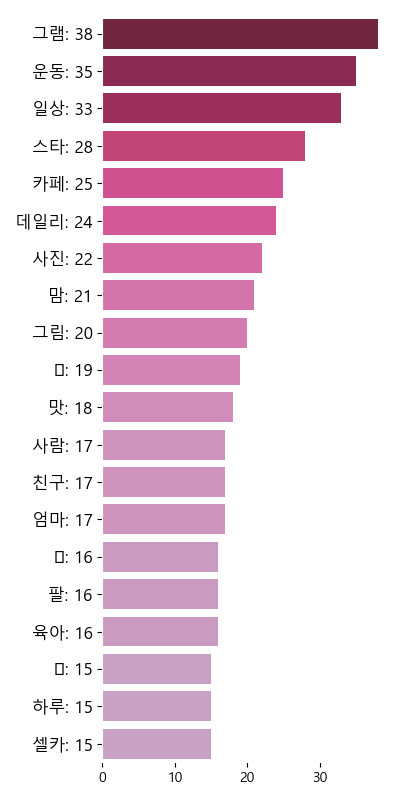 그램: 38
운동: 35
일상: 33
스타: 28
카페: 25
데일리: 24
사진: 22
맘: 21
그림: 20
: 19
맛: 18
사람: 17
친구: 17
엄마: 17
: 16
팔: 16
육아: 16
: 15
하루: 15
셀카: 15
0 10 20 30